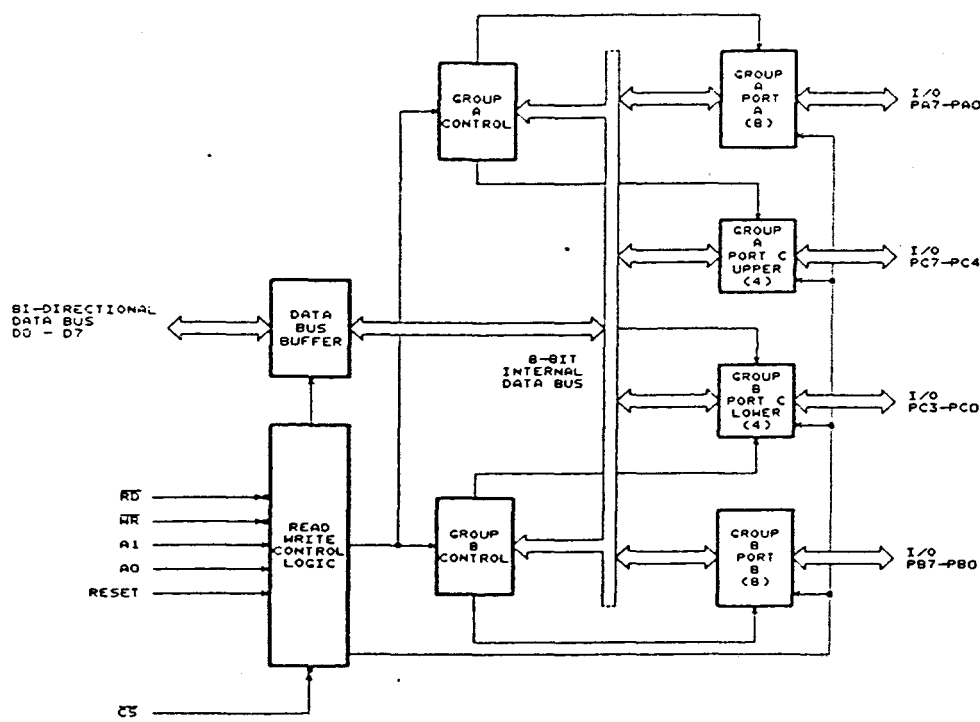 GROUP
A
CONTROL
GROUP
A
PORT
A
(8)
I/O
PA7-PA0
GROUP
A
PORT C
UPPER
(4)
I/O
PC7-PC4
BI-DIRECTIONAL
DATA BUS
D0 - D7
DATA
BUS
BUFFER
8-BIT
INTERNAL
DATA BUS
GROUP
B
PORT C
LOWER
(4)
I/O
PC3-PC0
RD
WR
A1
A0
RESET
CS
READ
WRITE
CONTROL
LOGIC
GROUP
B
CONTROL
GROUP
B
PORT
B
(8)
I/O
PB7-PB0